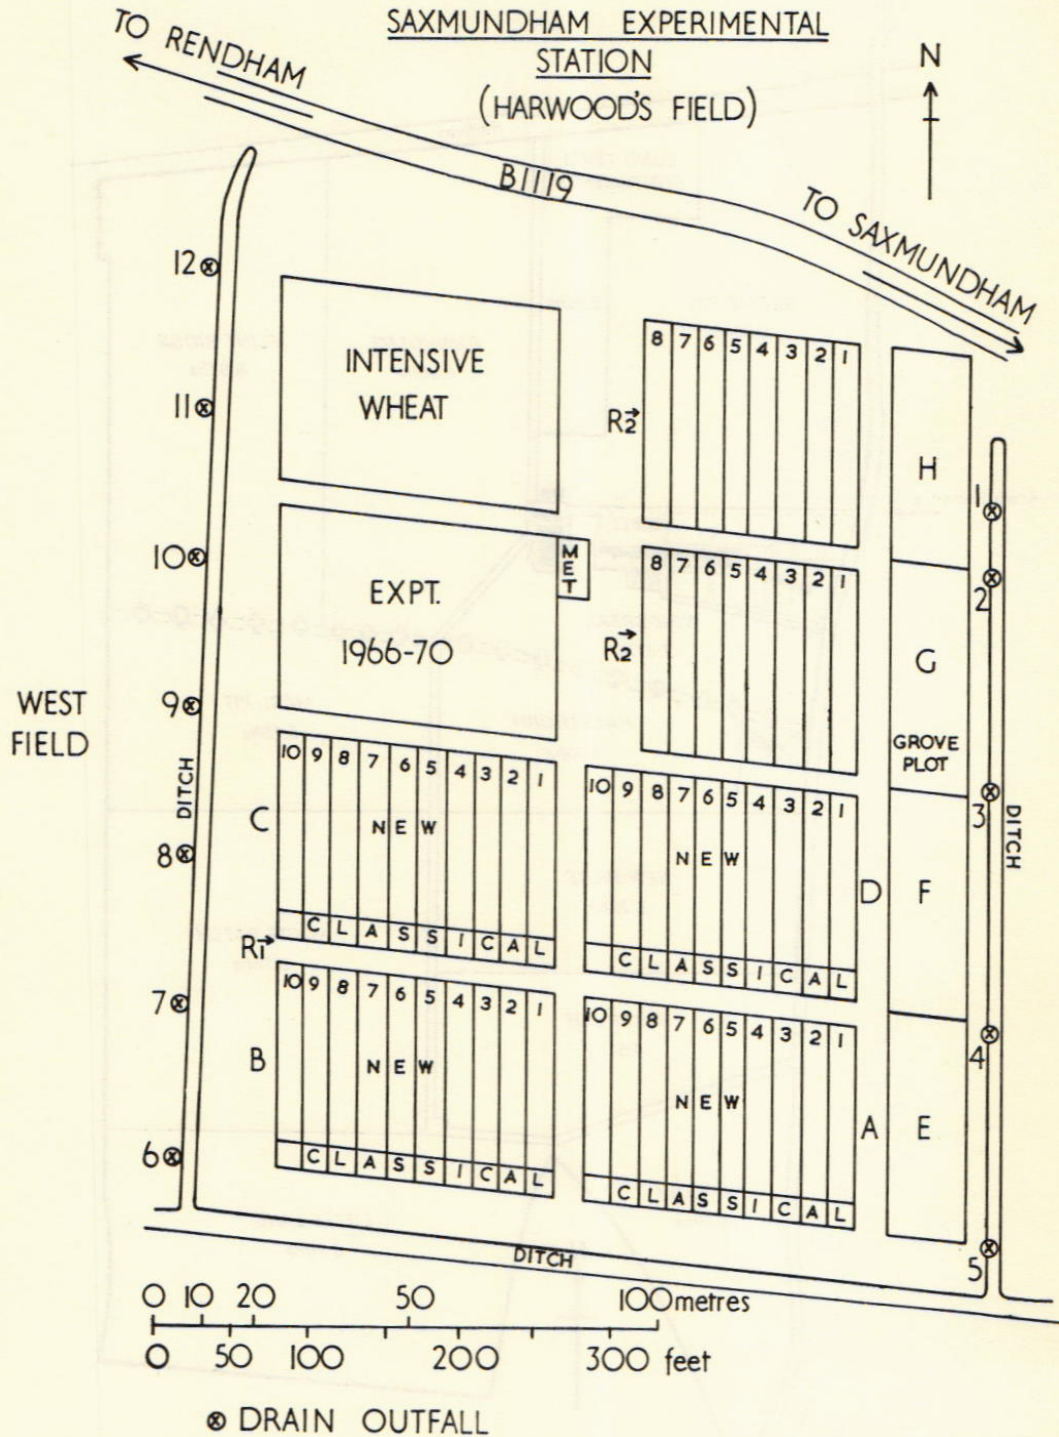 SAXMUNDHAM EXPERIMENTAL
STATION
(HARWOOD'S FIELD)
TO RENDHAM
N
B1119
TO SAXMUNDHAM
12
11
10
9
8
7
6
INTENSIVE
WHEAT
8 7 6 5 4 3 2 1
R2
H
1
EXPT.
1966-70
MET
8 7 6 5 4 3 2 1
R2
G
GROVE
PLOT
2
WEST
FIELD
DITCH
C
10 9 8 7 6 5 4 3 2 1
NEW
CLASSICAL
10 9 8 7 6 5 4 3 2 1
NEW
CLASSICAL
D
F
3
DITCH
R1
B
10 9 8 7 6 5 4 3 2 1
NEW
CLASSICAL
10 9 8 7 6 5 4 3 2 1
NEW
CLASSICAL
A
E
4
5
DITCH
0 10 20 50 100 metres
0 50 100 200 300 feet
DRAIN OUTFALL